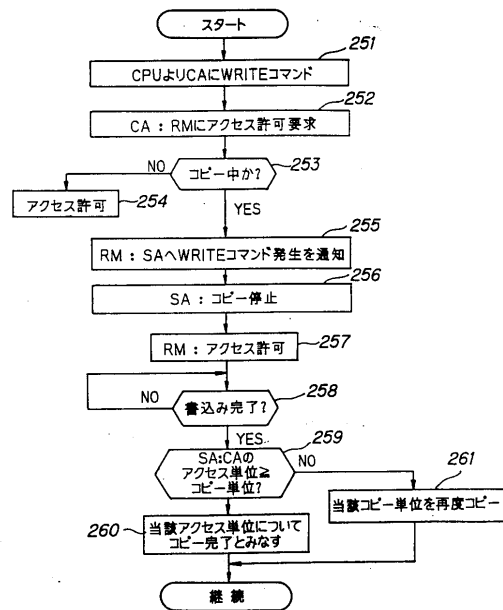 スタート
251
CPUよりCAにWRITEコマンド
252
CA:RMにアクセス許可要求
253
コピー中か?
NO
254
アクセス許可
YES
255
RM:SAへWRITEコマンド発生を通知
256
SA:コピー停止
257
RM:アクセス許可
258
NO
書込み完了?
YES
259
SA:CAの
アクセス単位≧
コピー単位?
NO
261
当該コピー単位を再度コピー
260
当該アクセス単位について
コピー完了とみなす
継続